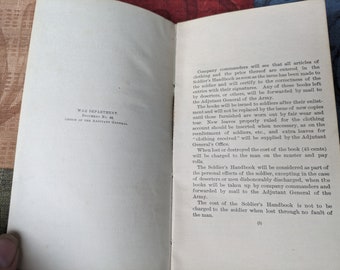 WAR DEPARTMENT,
Document No.
Office of the Adjutant General.
Company commanders will see that all articles of
clothing and the price thereof are entered in the
Soldier's Handbook as soon as the same has been made to
the soldier and will certify to the correctness of the
entries with their signatures. Any of these books left
by deserters, or others, will be forwarded by mail to
the Adjutant General of the Army.
The books will be issued to soldiers after their enlist-
ment and will not be replaced by the issue of new copies
until those furnished are worn out by fair wear and
tear. New leaves properly ruled for the clothing
account should be inserted when necessary, as on the
reenlistment of soldiers, etc., and extra leaves for
"clothing received" will be supplied by the Adjutant
General's Office.
When lost or destroyed the cost of the book (45 cents)
will be charged to the man on the muster and pay
rolls.
The Soldier's Handbook will be considered as part of
the personal effects of the soldier, excepting in the case
of deserters or men dishonorably discharged, when the
books will be taken up by company commanders and
forwarded by mail to the Adjutant General of the
Army.
The cost of the Soldier's Handbook is not to be
charged to the soldier when lost through no fault of
the man.